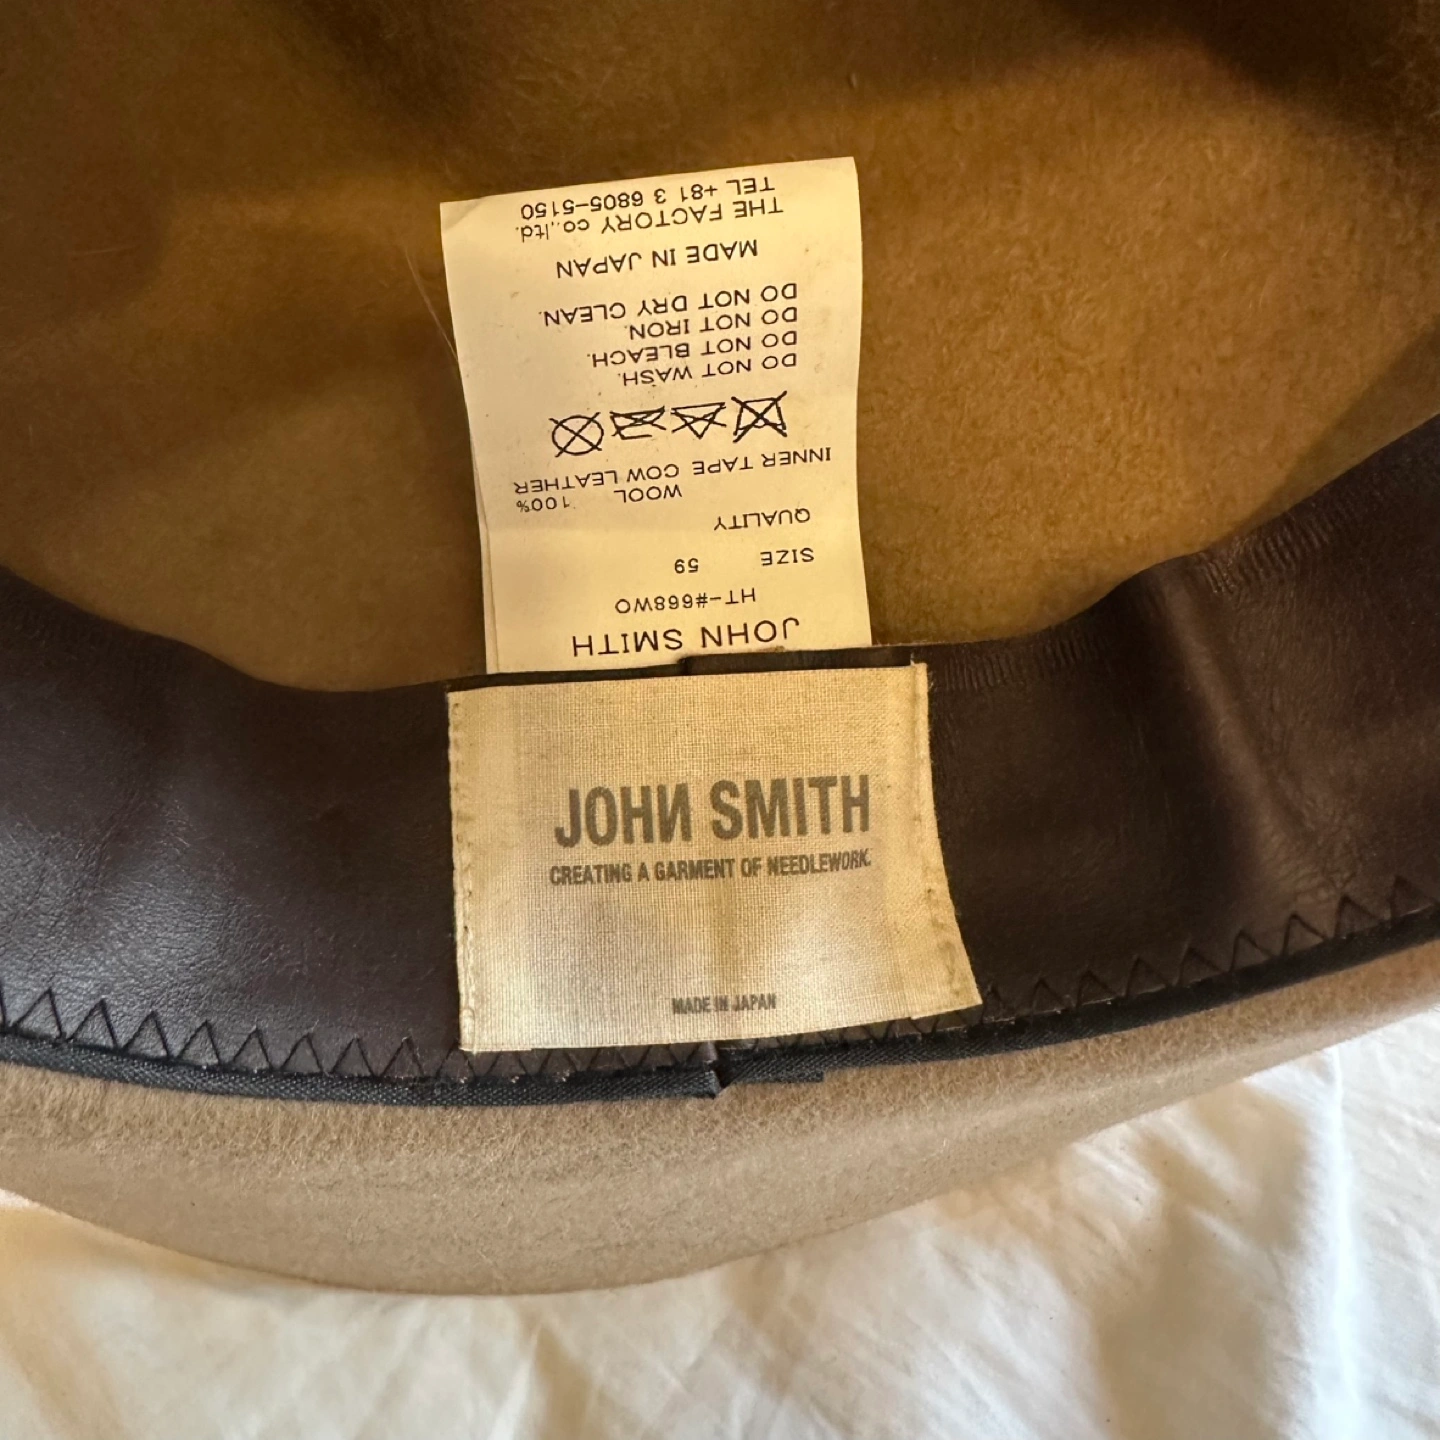 JOHN SMITH
HT-#668WO
SIZE 59
QUALITY
WOOL 100%
INNER TAPE COW LEATHER
DO NOT WASH.
DO NOT BLEACH.
DO NOT IRON.
DO NOT DRY CLEAN.
MADE IN JAPAN
THE FACTORY co.,ltd.
TEL +81 3 6805-5150
JOHИ SMITH
CREATING A GARMENT OF NEEDLEWORK.
MADE IN JAPAN